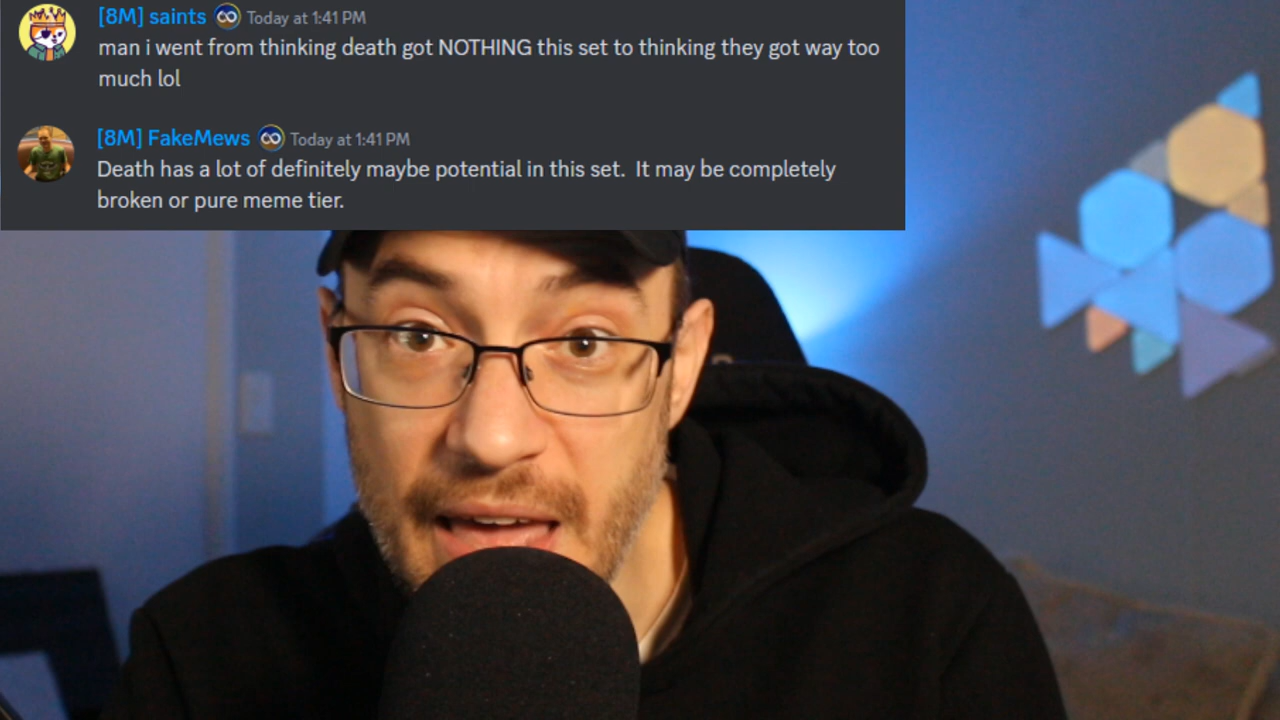 [8M] saints Today at 1:41 PM
man i went from thinking death got NOTHING this set to thinking they got way too
much lol
[8M] FakeMews Today at 1:41 PM
Death has a lot of definitely maybe potential in this set. It may be completely
broken or pure meme tier.